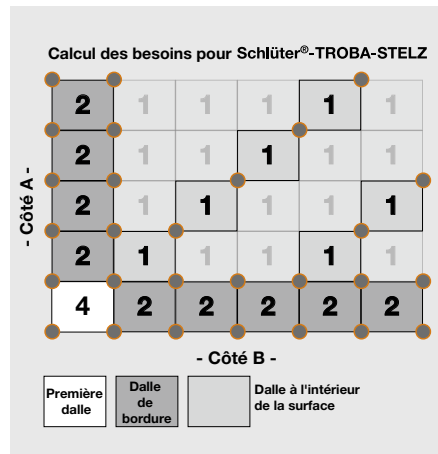 Calcul des besoins pour Schlüter®-TROBA-STELZ
2 1 1 1 1 1
2 1 1 1 1 1
2 1 1 1 1 1
2 1 1 1 1 1
4 2 2 2 2 2
- Côté A -
- Côté B -
Première
dalle
Dalle
de
bordure
Dalle à l'intérieur
de la surface